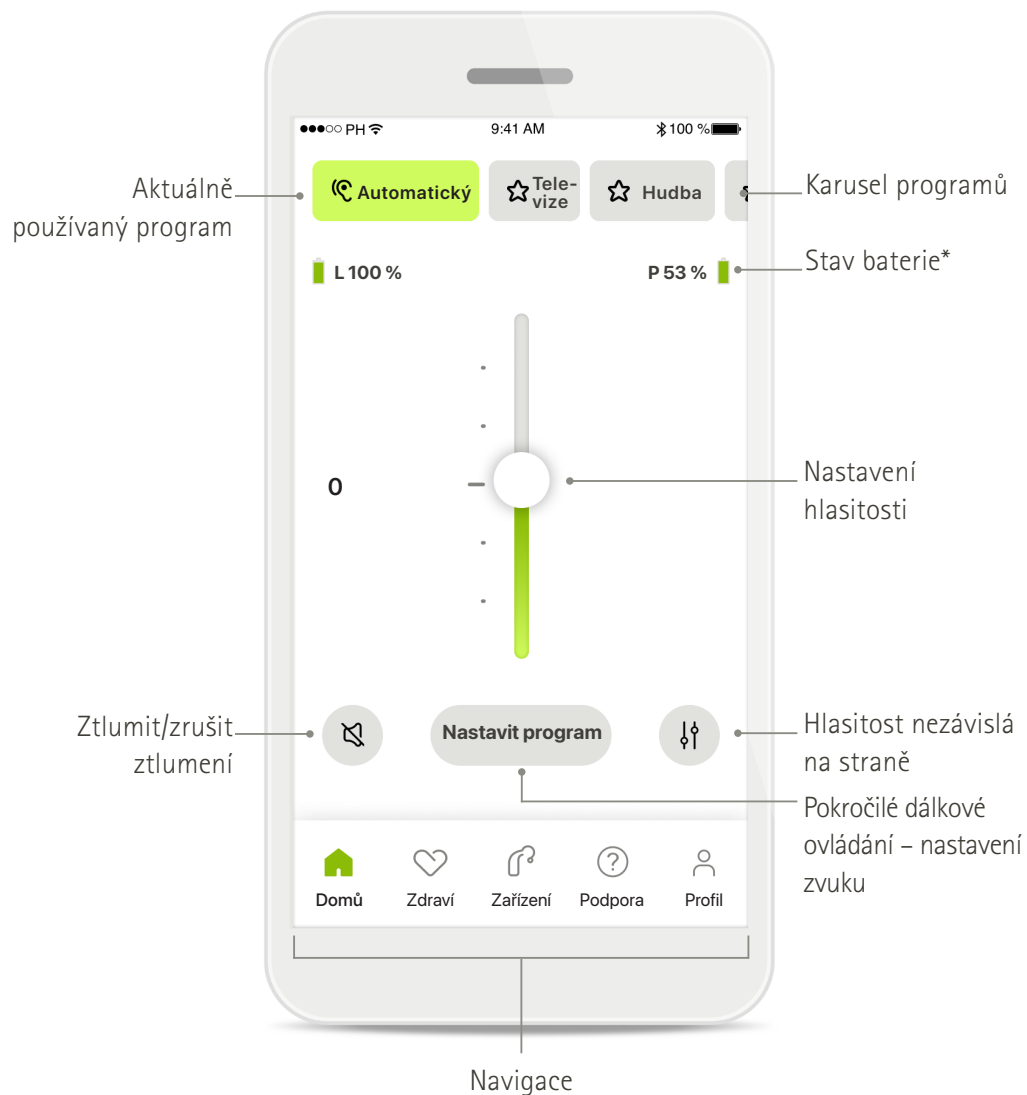 ●●●○○ PH 9:41 AM 100 %
Aktuálně
používaný program
Automatický
Tele-
vize
Hudba
Karusel programů
L 100 %
P 53 %
Stav baterie*
0
Nastavení
hlasitosti
Ztlumit/zrušit
ztlumení
Nastavit program
Hlasitost nezávislá
na straně
Pokročilé dálkové
ovládání – nastavení
zvuku
Domů Zdraví Zařízení Podpora Profil
Navigace